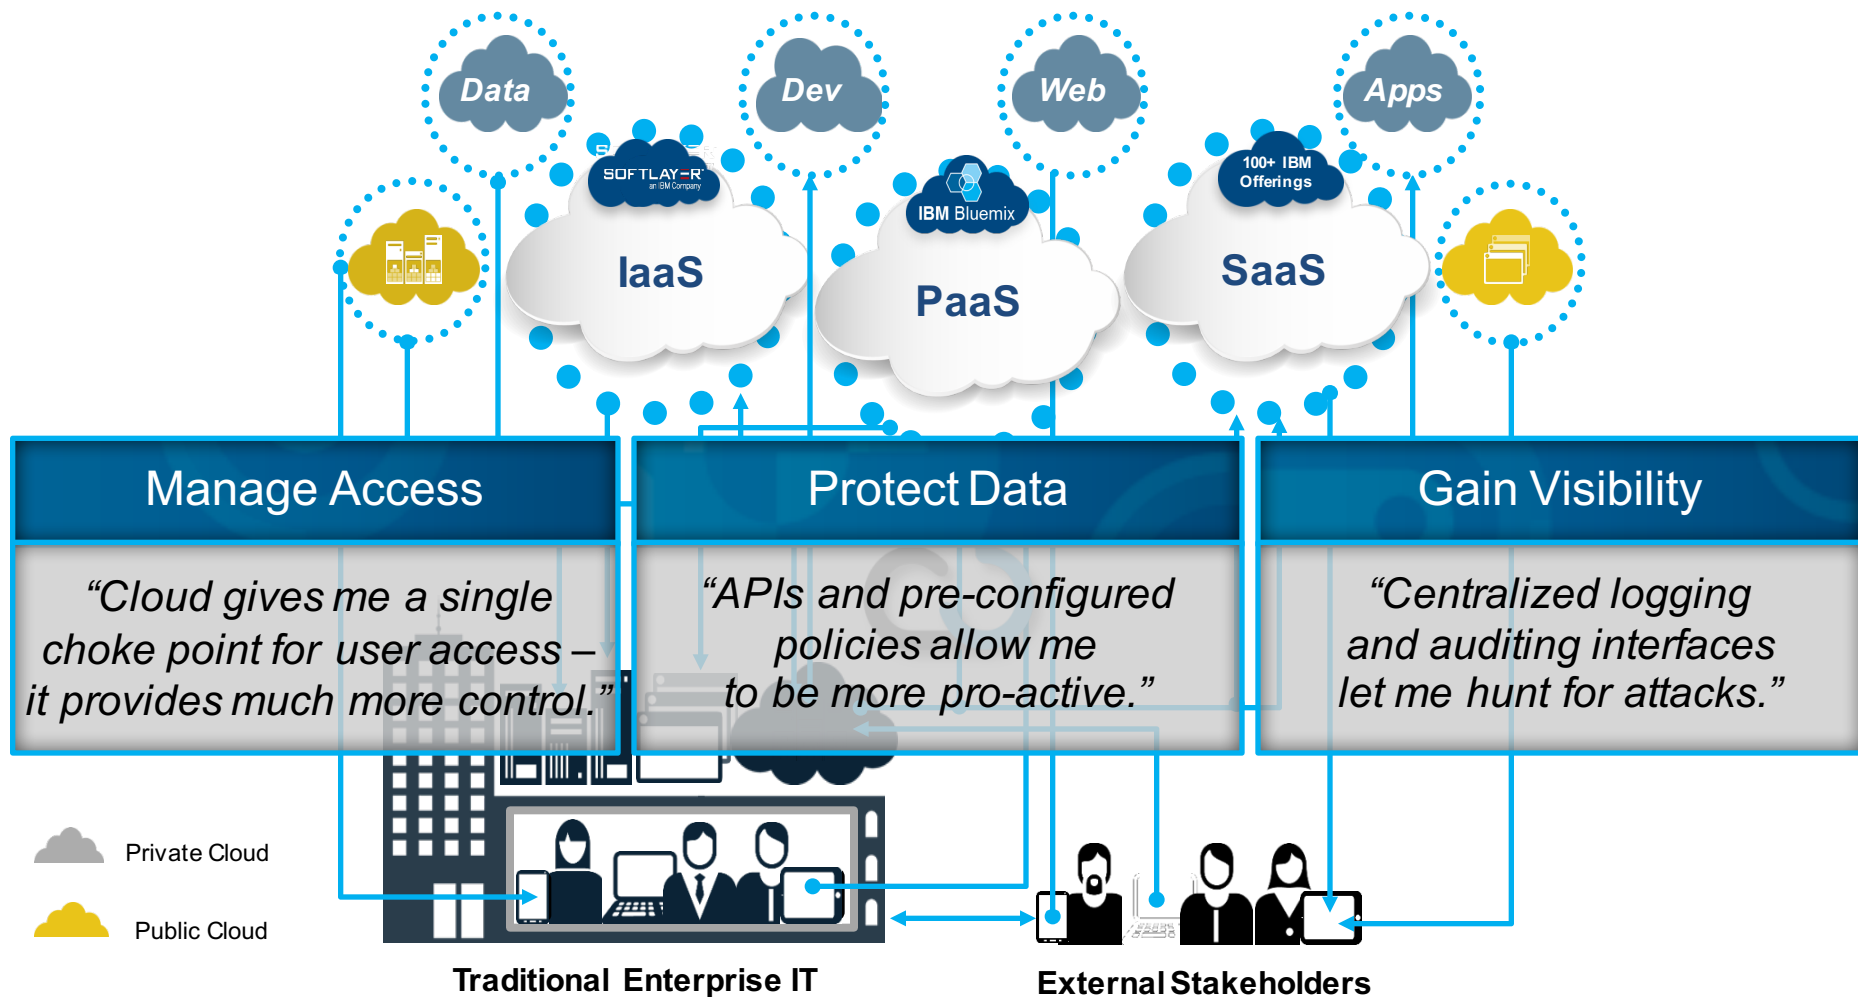 Data
Dev
Web
Apps
SOFTLAYER
an IBM Company
IBM Bluemix
100+ IBM
Offerings
IaaS
PaaS
SaaS
Manage Access
“Cloud gives me a single
choke point for user access –
it provides much more control.”
Protect Data
“APIs and pre-configured
policies allow me
to be more pro-active.”
Gain Visibility
“Centralized logging
and auditing interfaces
let me hunt for attacks.”
Private Cloud
Public Cloud
Traditional Enterprise IT
External Stakeholders